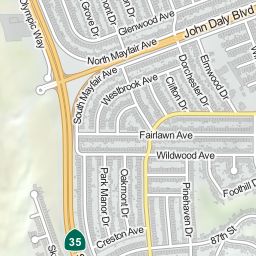 Olympic Way
Grove Dr
Glenwood Ave
John Daly Blvd
North Mayfair Ave
South Mayfair Ave
Westbrook Ave
Clifton Dr
Dorchester Dr
Elmwood Dr
Fairlawn Ave
Wildwood Ave
Park Manor Dr
Oakmont Dr
Pinehaven Dr
Foothill D
35
Creston Ave
87th St
Sk